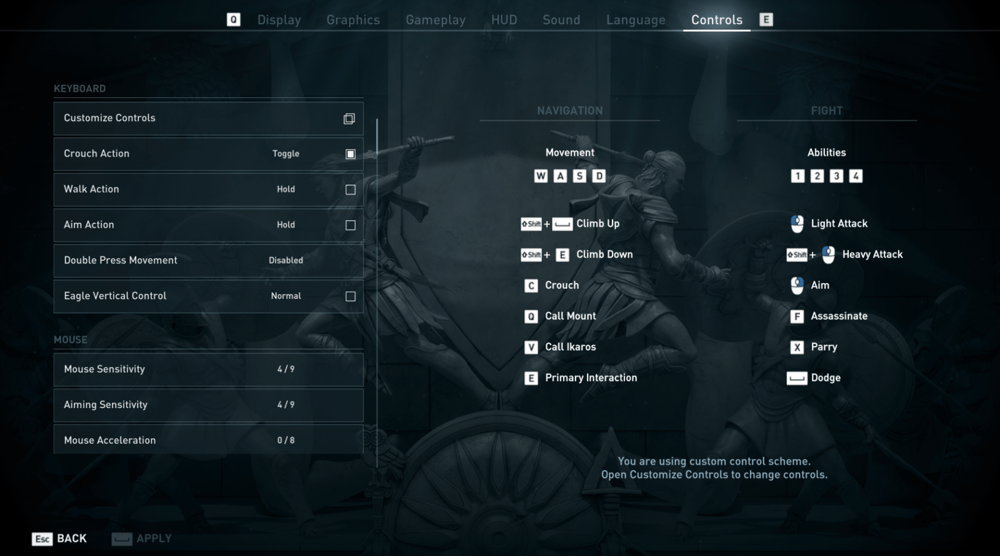 Q Display Graphics Gameplay HUD Sound Language Controls E
KEYBOARD
Customize Controls
Crouch Action Toggle
Walk Action Hold
Aim Action Hold
Double Press Movement Disabled
Eagle Vertical Control Normal
MOUSE
Mouse Sensitivity 4 / 9
Aiming Sensitivity 4 / 9
Mouse Acceleration 0 / 8
NAVIGATION
Movement
W A S D
Shift + Climb Up
Shift + E Climb Down
C Crouch
Q Call Mount
V Call Ikaros
E Primary Interaction
FIGHT
Abilities
1 2 3 4
Light Attack
Shift + Heavy Attack
Aim
F Assassinate
X Parry
Dodge
You are using custom control scheme.
Open Customize Controls to change controls.
Esc BACK APPLY